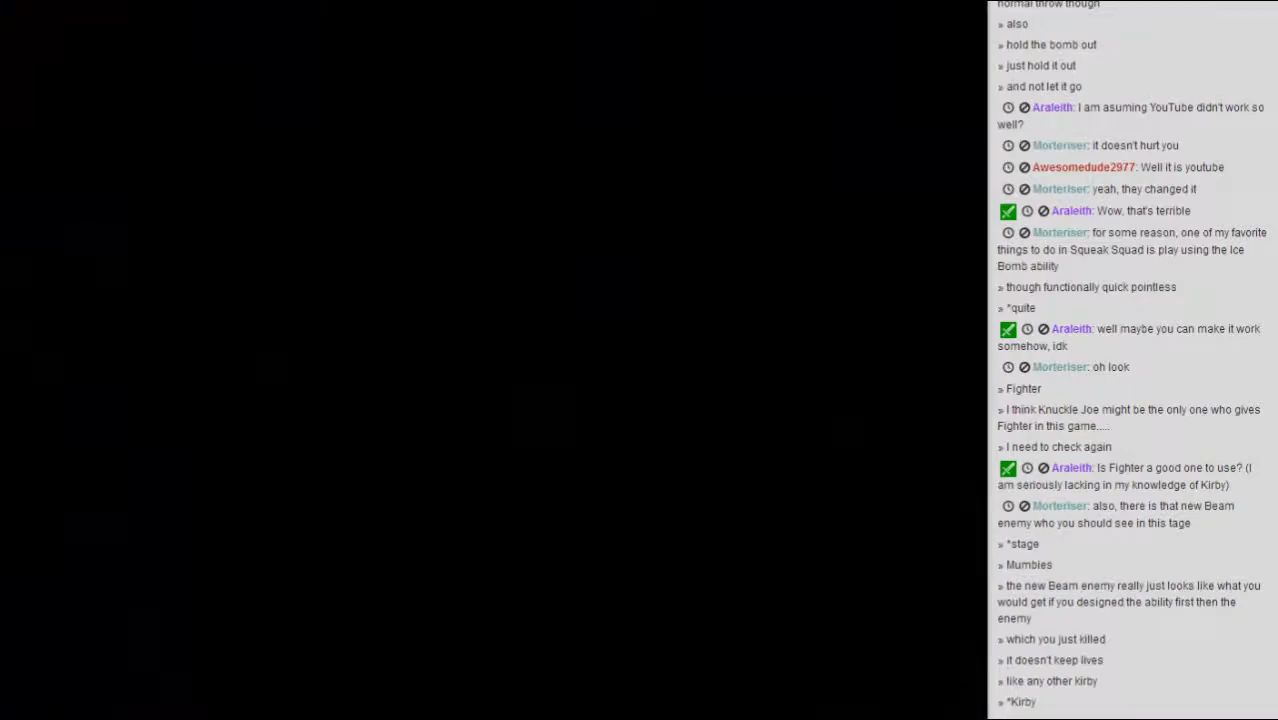 normal throw though
» also
» hold the bomb out
» just hold it out
» and not let it go
Araleith: I am asuming YouTube didn't work so
well?
Morteriser: it doesn't hurt you
Awesomedude2977: Well it is youtube
Morteriser: yeah, they changed it
Araleith: Wow, that's terrible
Morteriser: for some reason, one of my favorite
things to do in Squeak Squad is play using the Ice
Bomb ability
» though functionally quick pointless
» *quite
Araleith: well maybe you can make it work
somehow, idk
Morteriser: oh look
» Fighter
» I think Knuckle Joe might be the only one who gives
Fighter in this game.....
» I need to check again
Araleith: Is Fighter a good one to use? (I
am seriously lacking in my knowledge of Kirby)
Morteriser: also, there is that new Beam
enemy who you should see in this tage
» *stage
» Mumbies
» the new Beam enemy really just looks like what you
would get if you designed the ability first then the
enemy
» which you just killed
» it doesn't keep lives
» like any other kirby
» *Kirby